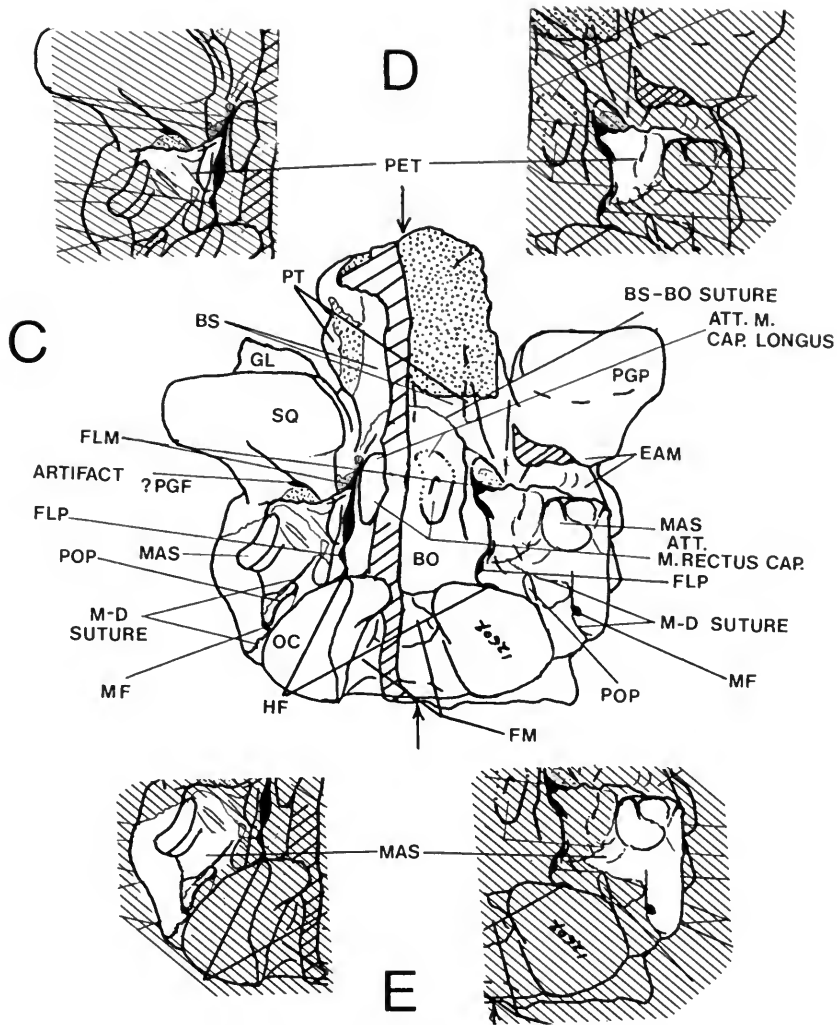 D
PET
C
PT
BS
BS-BO SUTURE
ATT. M.
CAP. LONGUS
GL
PGP
SQ
FLM
EAM
ARTIFACT
?PGF
FLP
MAS
MAS
ATT.
M. RECTUS CAP.
POP
BO
FLP
M-D
SUTURE
M-D SUTURE
OC
MF
HF
POP
MF
FM
MAS
E